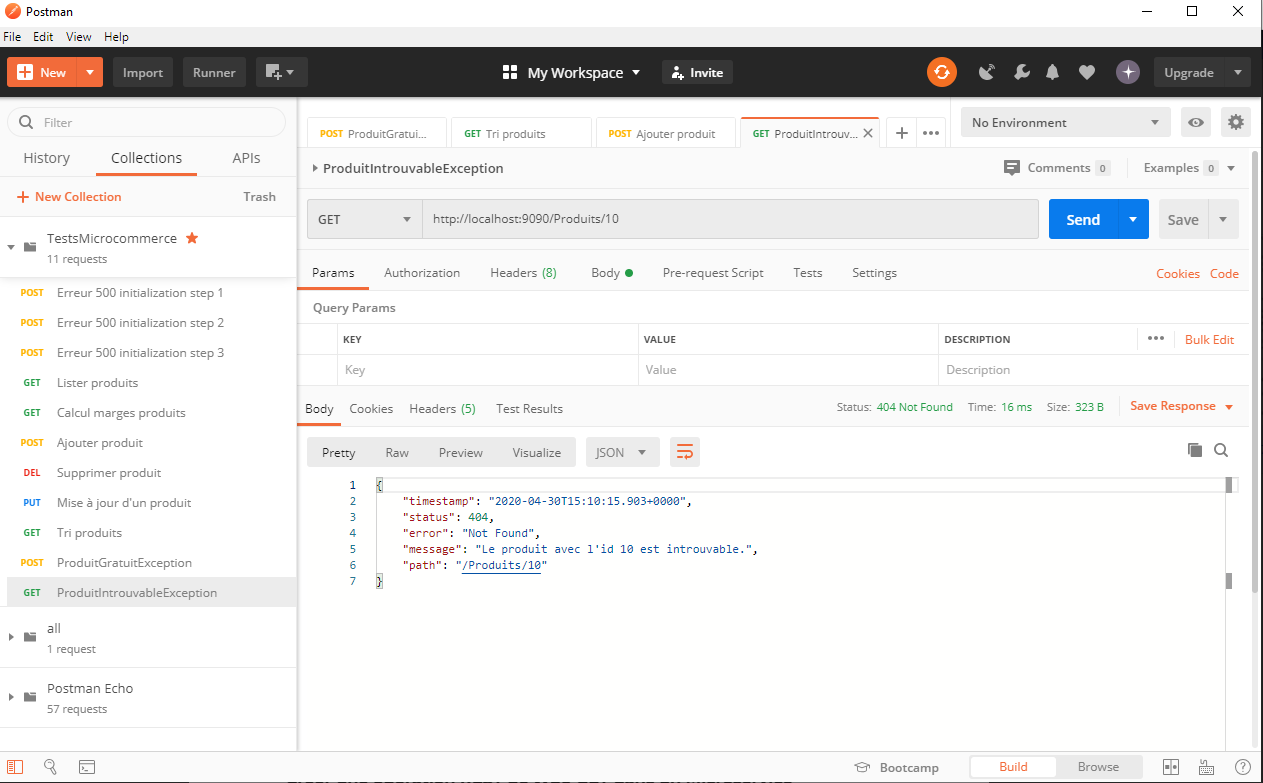 Postman
File Edit View Help
New Import Runner My Workspace Invite Upgrade
Filter
History Collections APIs
New Collection Trash
TestsMicrocommerce
11 requests
POST Erreur 500 initialization step 1
POST Erreur 500 initialization step 2
POST Erreur 500 initialization step 3
GET Lister produits
GET Calcul marges produits
POST Ajouter produit
DEL Supprimer produit
PUT Mise à jour d'un produit
GET Tri produits
POST ProduitGratuitException
GET ProduitIntrouvableException
all
1 request
Postman Echo
57 requests
POST ProduitGratui... GET Tri produits POST Ajouter produit GET ProduitIntrouv... No Environment
ProduitIntrouvableException Comments 0 Examples 0
GET http://localhost:9090/Produits/10 Send Save
Params Authorization Headers (8) Body Pre-request Script Tests Settings Cookies Code
Query Params
KEY VALUE DESCRIPTION ••• Bulk Edit
Key Value Description
Body Cookies Headers (5) Test Results Status: 404 Not Found Time: 16 ms Size: 323 B Save Response
Pretty Raw Preview Visualize JSON
1 {
2 "timestamp": "2020-04-30T15:10:15.903+0000",
3 "status": 404,
4 "error": "Not Found",
5 "message": "Le produit avec l'id 10 est introuvable.",
6 "path": "/Produits/10"
7 }
Bootcamp Build Browse